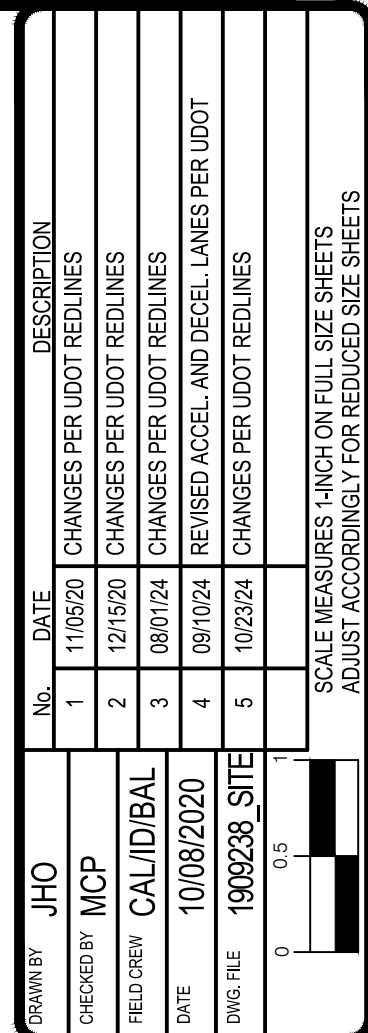 DRAWN BY JHO
CHECKED BY MCP
FIELD CREW CAL/ID/BAL
DATE 10/08/2020
DWG. FILE 1909238_SITE
0 0.5 1
No. DATE DESCRIPTION
1 11/05/20 CHANGES PER UDOT REDLINES
2 12/15/20 CHANGES PER UDOT REDLINES
3 08/01/24 CHANGES PER UDOT REDLINES
4 09/10/24 REVISED ACCEL. AND DECEL. LANES PER UDOT
5 10/23/24 CHANGES PER UDOT REDLINES
SCALE MEASURES 1-INCH ON FULL SIZE SHEETS
ADJUST ACCORDINGLY FOR REDUCED SIZE SHEETS